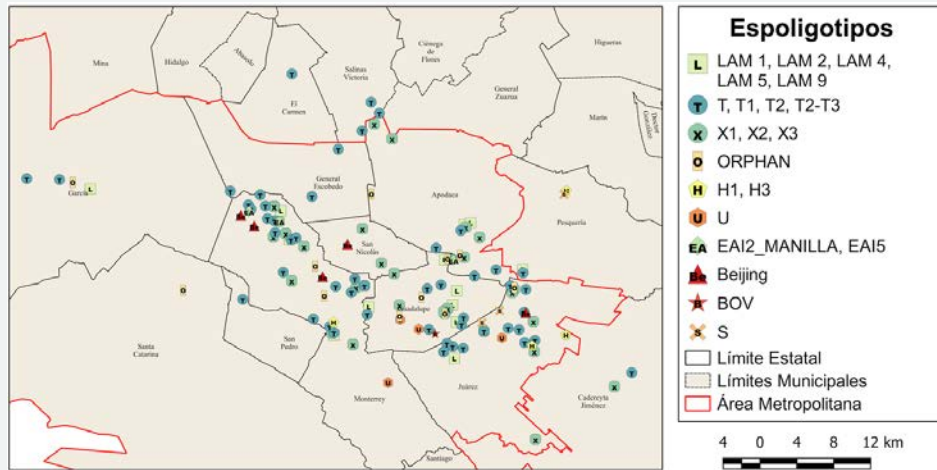 Espoligotipos
L LAM 1, LAM 2, LAM 4,
LAM 5, LAM 9
T T, T1, T2, T2-T3
X X1, X2, X3
O ORPHAN
H H1, H3
U U
EA EAI2_MANILLA, EAI5
Be Beijing
B BOV
S S
Límite Estatal
Límites Municipales
Área Metropolitana
4 0 4 8 12 km
Mina
Hidalgo
Abasolo
Salinas
Victoria
Ciénega
de
Flores
Higueras
General
Zuazua
El
Carmen
Marín
Doctor
González
García
General
Escobedo
Apodaca
Pesquería
San
Nicolás
Guadalupe
Santa
Catarina
San
Pedro
Monterrey
Juárez
Cadereyta
Jiménez
Santiago